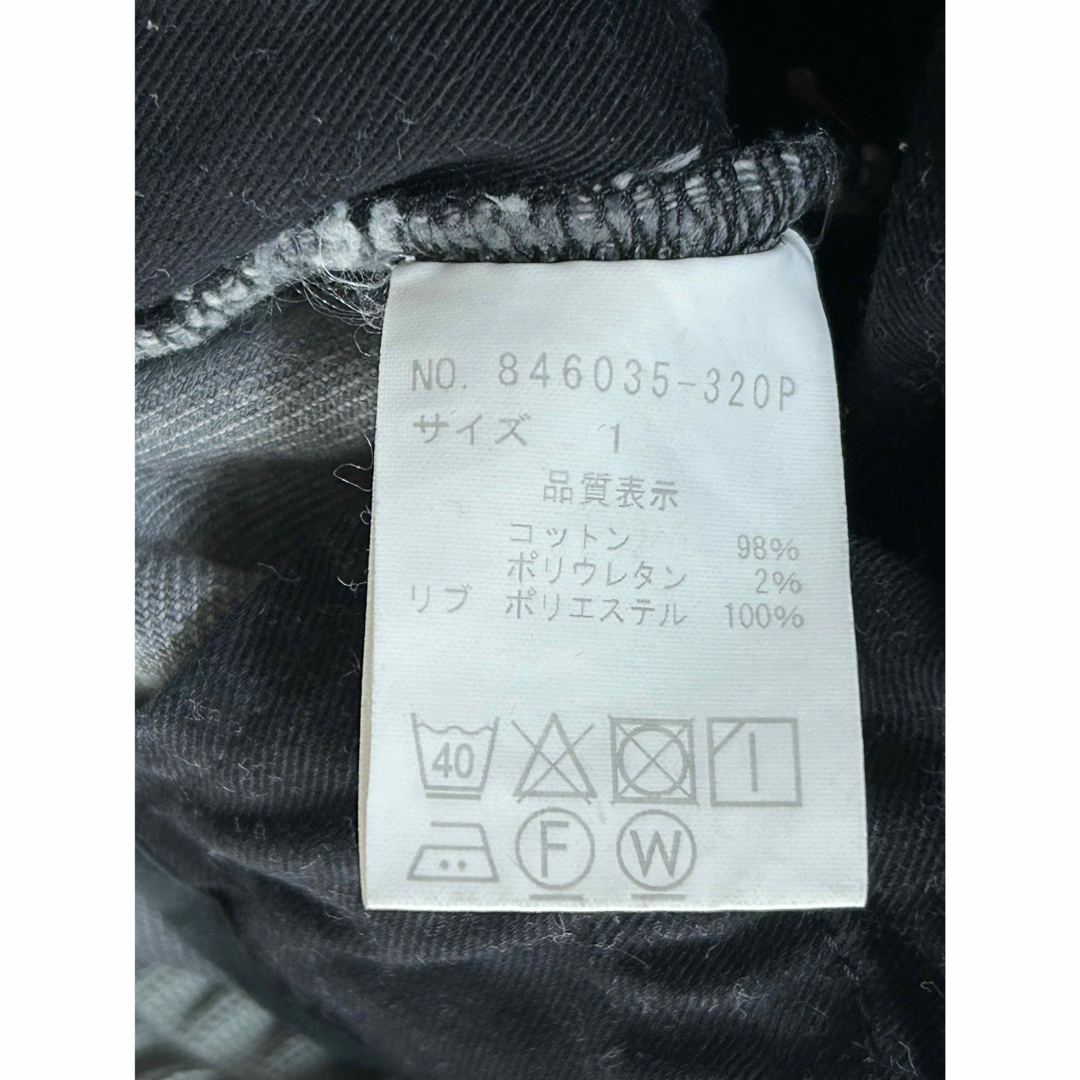 NO. 846035-320P
サイズ 1
品質表示
コットン 98%
ポリウレタン 2%
リブ ポリエステル 100%
40
F W